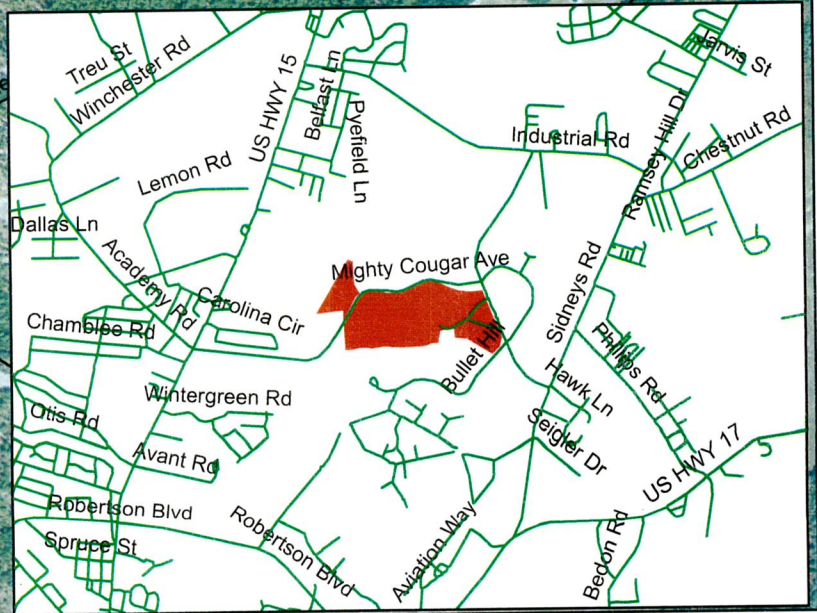 Jarvis St
Treu St
Winchester Rd
US HWY 15
Belfast Ln
Pyefield Ln
Industrial Rd
Ramsey Hill Dr
Chestnut Rd
Lemon Rd
Dallas Ln
Academy Rd
Mighty Cougar Ave
Sidneys Rd
Carolina Cir
Chamblee Rd
Bullet Hill
Phillips Rd
Hawk Ln
Wintergreen Rd
Otis Rd
Seigler Dr
Avant Rd
US HWY 17
Robertson Blvd
Robertson Blvd
Aviation Way
Bedon Rd
Spruce St